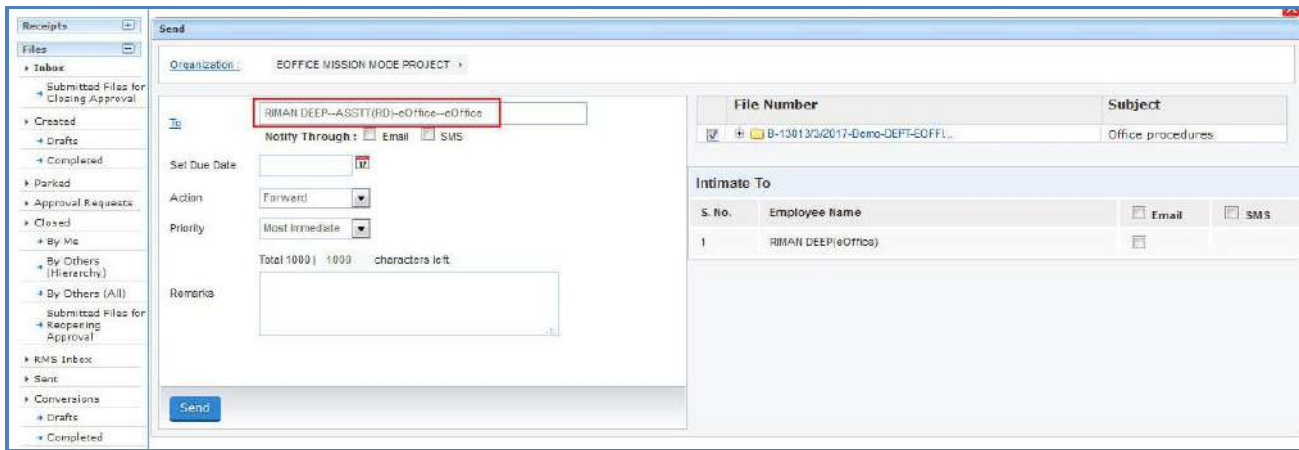 Receipts
Files
Inbox
Submitted Files for
Closing Approval
Created
Drafts
Completed
Parked
Approval Requests
Closed
By Me
By Others
(Hierarchy)
By Others (All)
Submitted Files for
Reopening
Approval
RMS Inbox
Sent
Conversions
Drafts
Completed
Send
Organization : EOFFICE MISSION MODE PROJECT
To RIMAN DEEP--ASSTT(RD)-eOffice--eOffice
Notify Through : Email SMS
Set Due Date
Action Forward
Priority Most Immediate
Total 1000 | 1000 characters left
Remarks
Send
File Number Subject
B-13013/3/2017-Demo-DEPT-EOFFI... Office procedures
Intimate To
S. No. Employee Name Email SMS
1 RIMAN DEEP(eOffice)